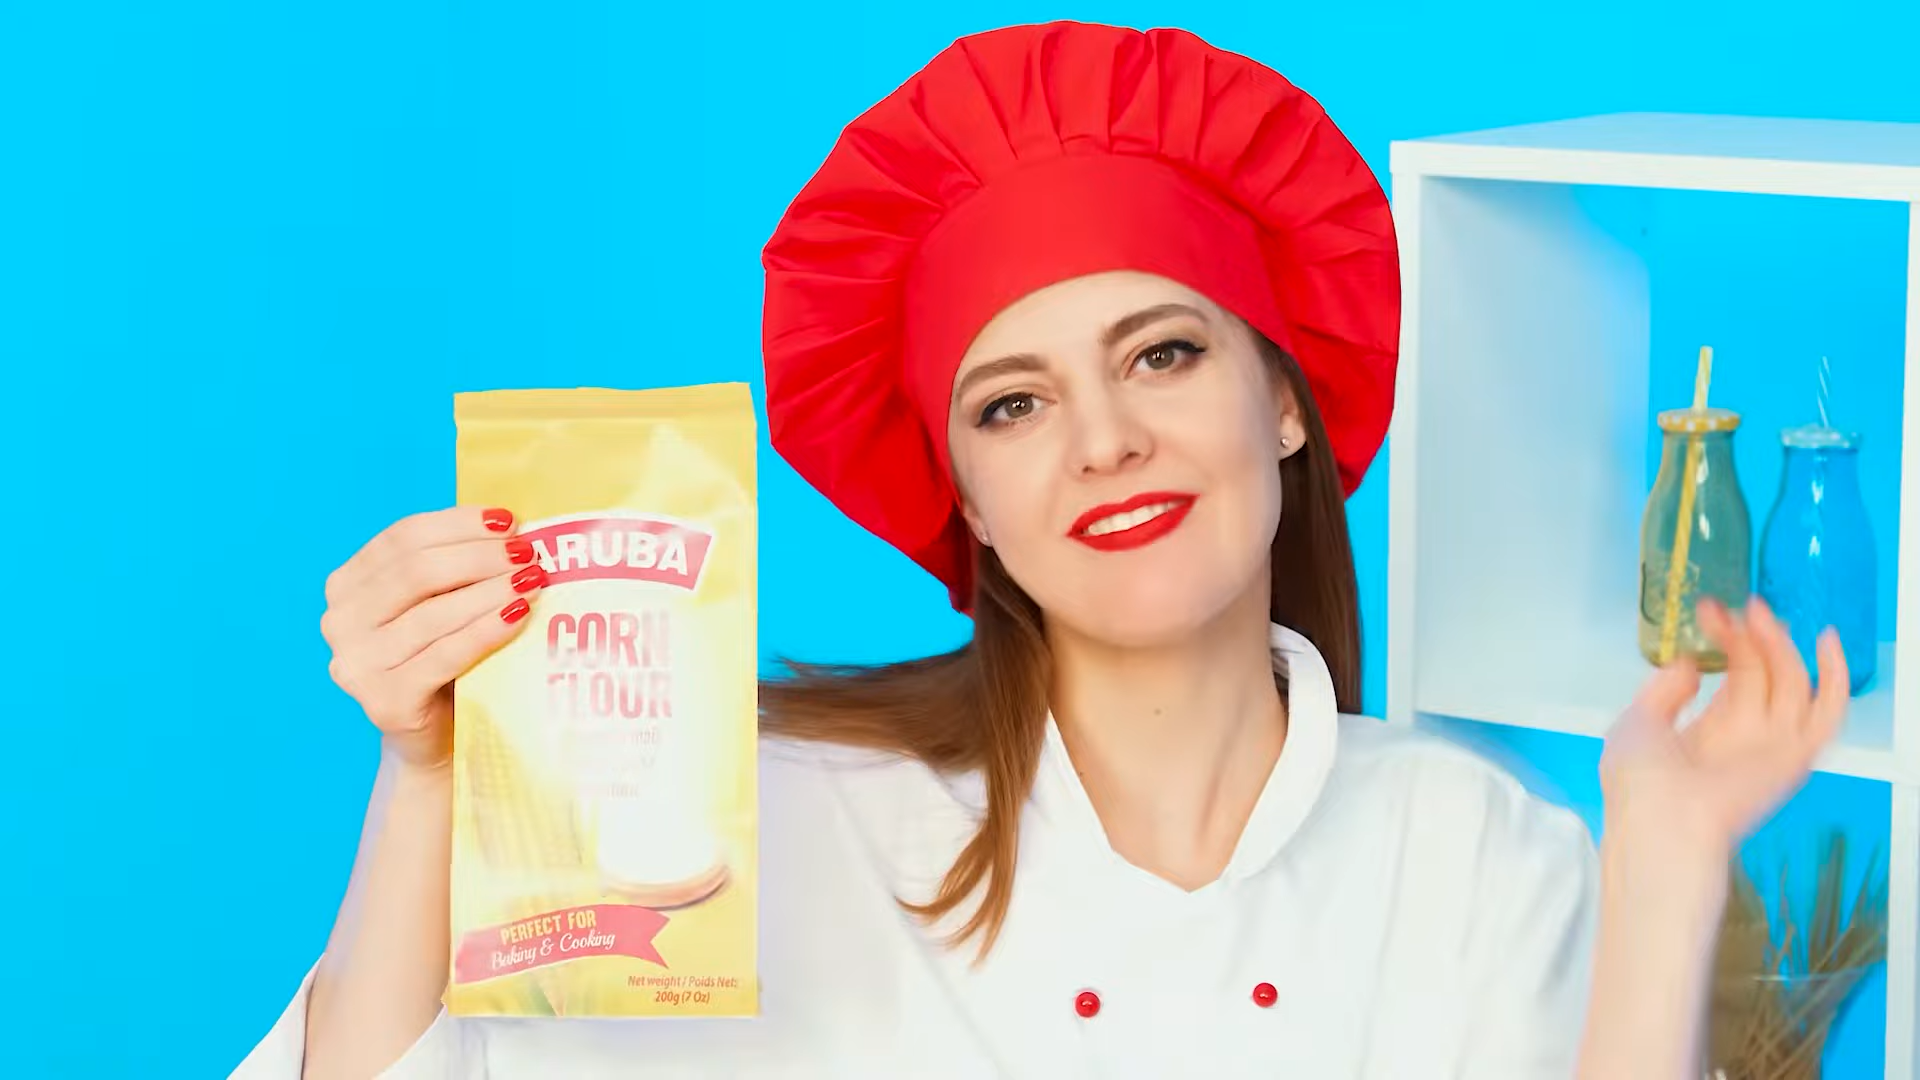 ARUBA
CORN
FLOUR
PERFECT FOR
Baking & Cooking
Net weight / Poids Net:
200g (7 Oz)